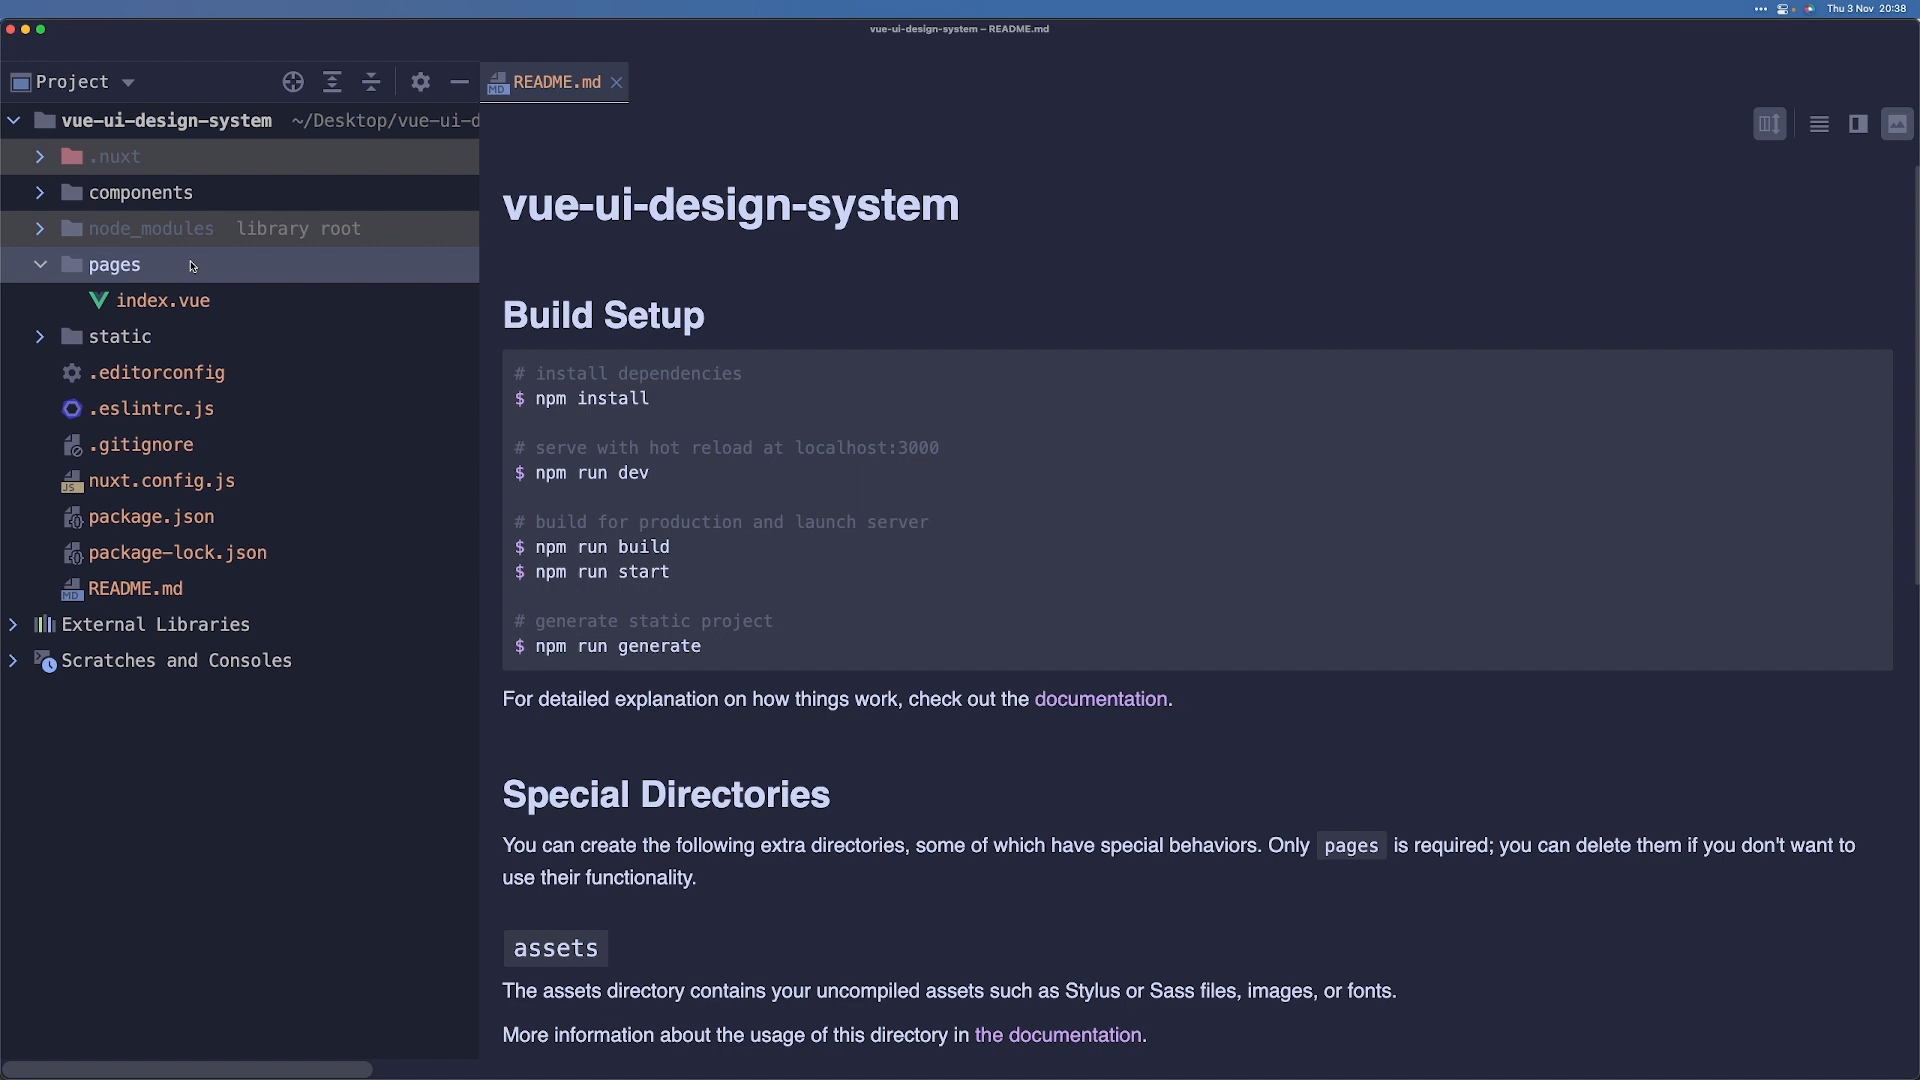 Thu 3 Nov 20:38
vue-ui-design-system – README.md
Project
README.md
vue-ui-design-system ~/Desktop/vue-ui-d
.nuxt
components
node_modules library root
pages
index.vue
static
.editorconfig
.eslintrc.js
.gitignore
nuxt.config.js
package.json
package-lock.json
README.md
External Libraries
Scratches and Consoles
vue-ui-design-system
Build Setup
# install dependencies
$ npm install
# serve with hot reload at localhost:3000
$ npm run dev
# build for production and launch server
$ npm run build
$ npm run start
# generate static project
$ npm run generate
For detailed explanation on how things work, check out the documentation.
Special Directories
You can create the following extra directories, some of which have special behaviors. Only pages is required; you can delete them if you don't want to
use their functionality.
assets
The assets directory contains your uncompiled assets such as Stylus or Sass files, images, or fonts.
More information about the usage of this directory in the documentation.